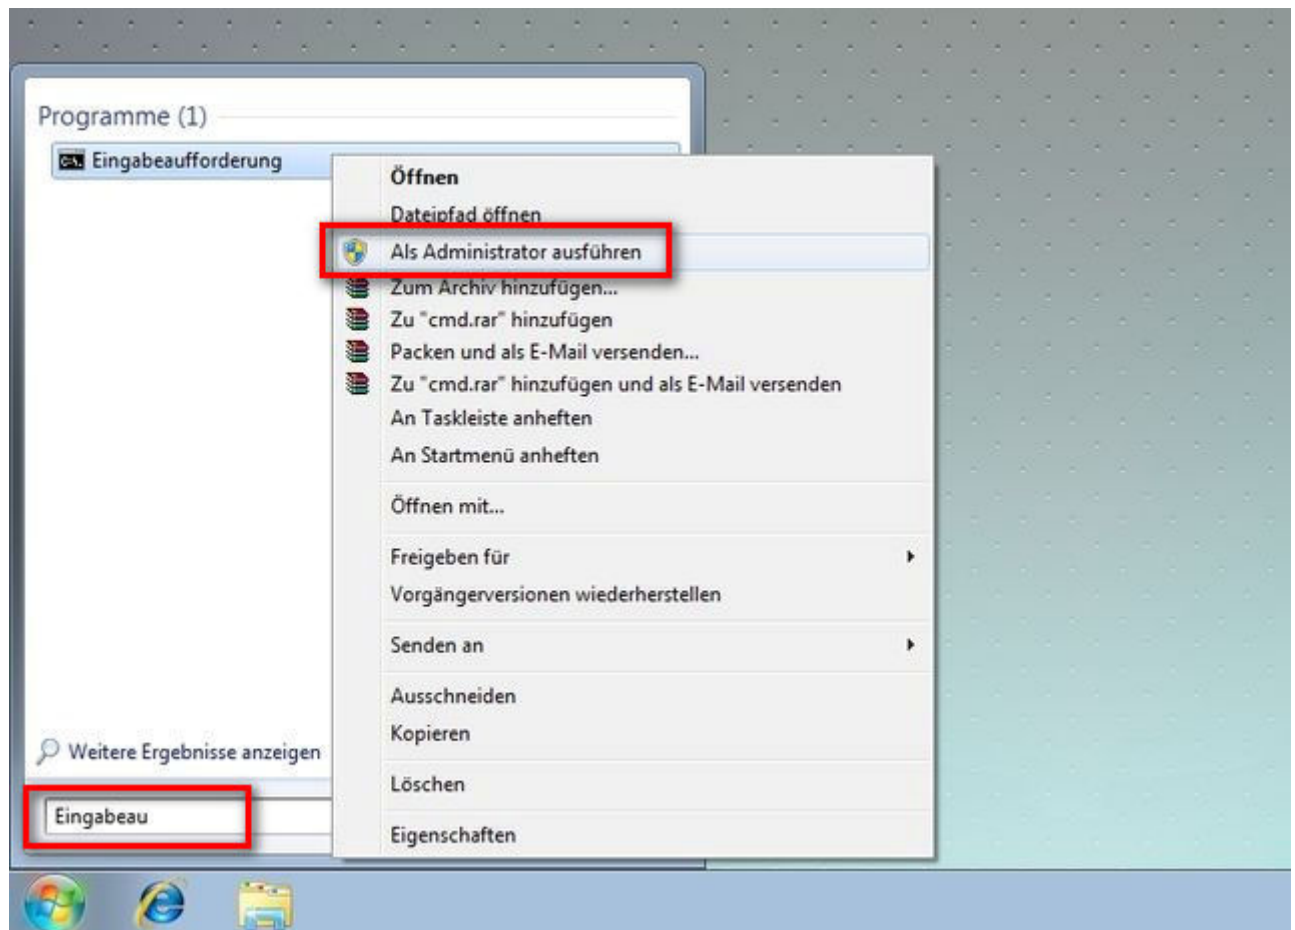 Programme (1)
Eingabeaufforderung
Öffnen
Dateipfad öffnen
Als Administrator ausführen
Zum Archiv hinzufügen...
Zu "cmd.rar" hinzufügen
Packen und als E-Mail versenden...
Zu "cmd.rar" hinzufügen und als E-Mail versenden
An Taskleiste anheften
An Startmenü anheften
Öffnen mit...
Freigeben für
Vorgängerversionen wiederherstellen
Senden an
Ausschneiden
Kopieren
Löschen
Eigenschaften
Weitere Ergebnisse anzeigen
Eingabeau